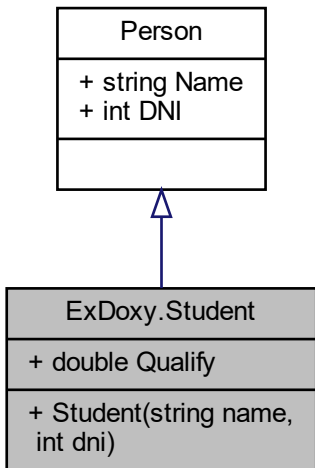 Person
+ string Name
+ int DNI
ExDoxy.Student
+ double Qualify
+ Student(string name,
int dni)